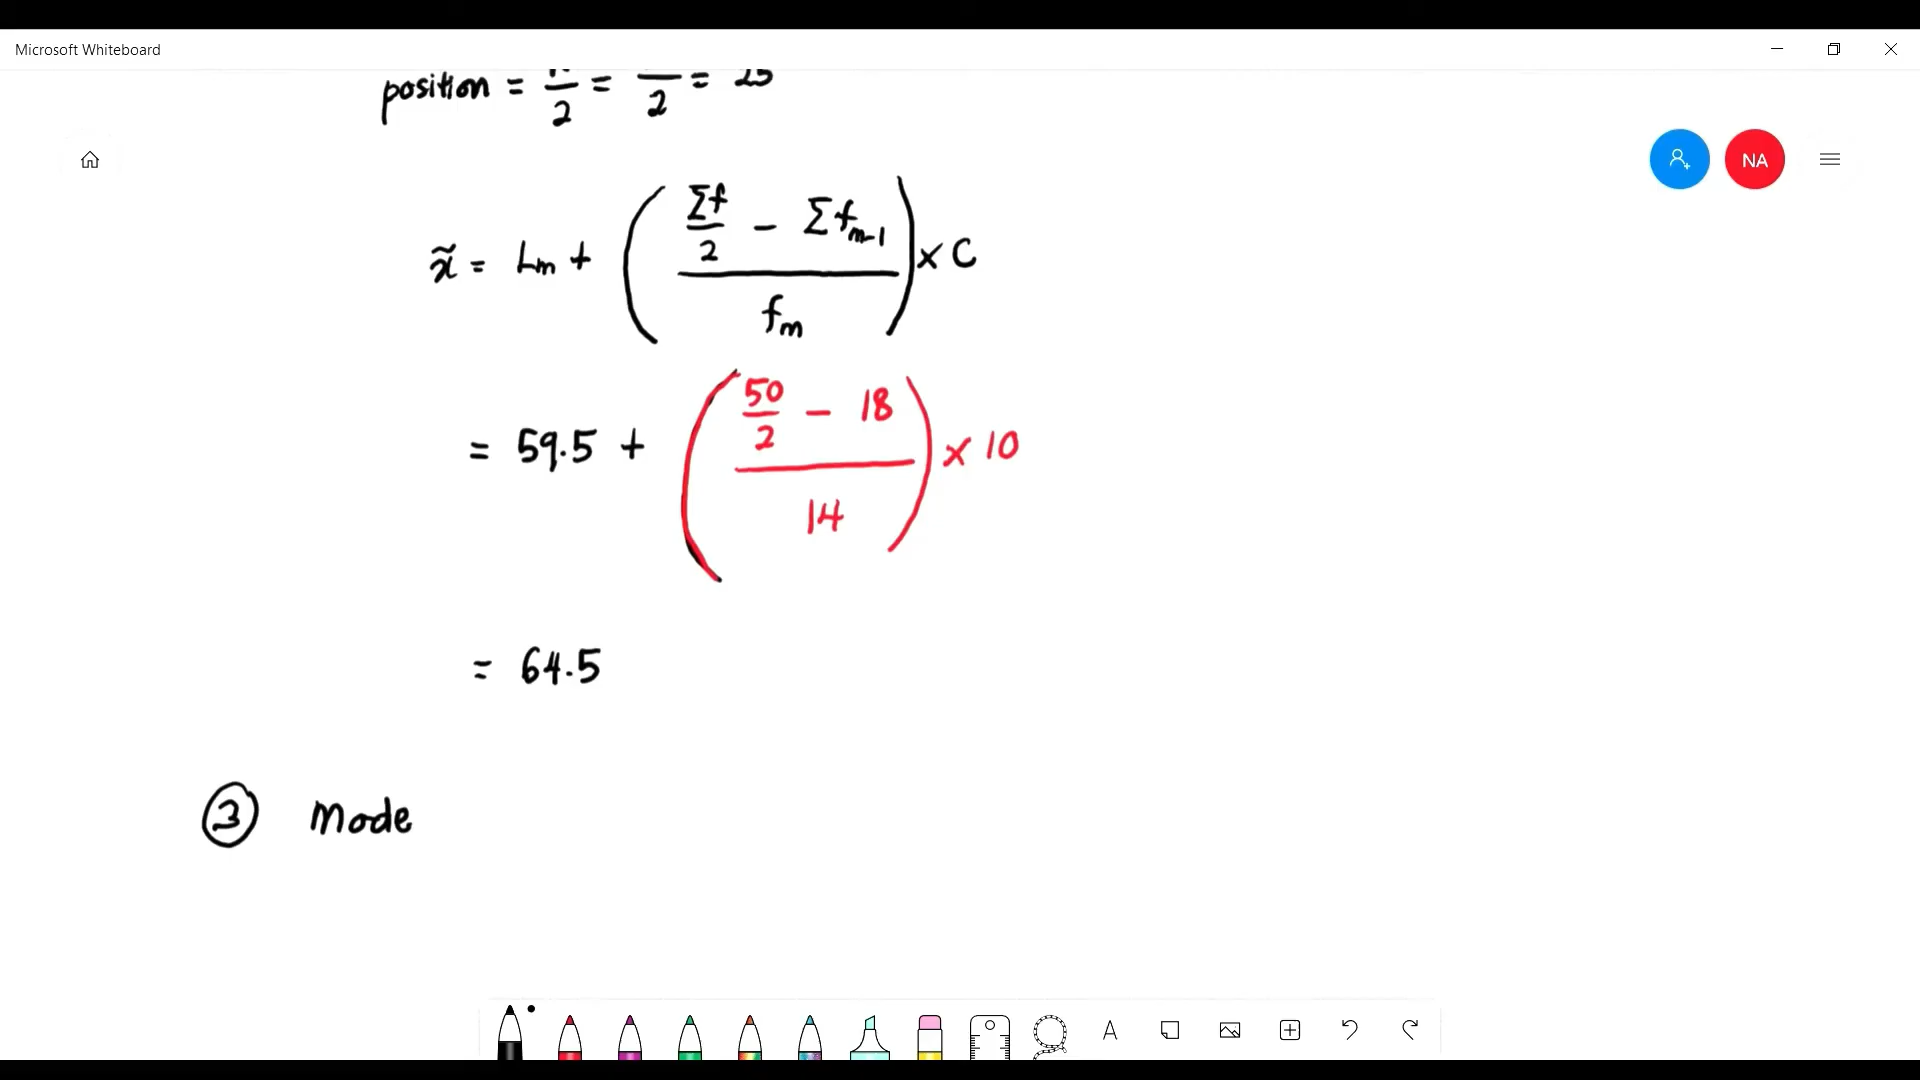 Microsoft Whiteboard
position = n/2 = /2 = 25
NA
x̃ = Lm + ( (Σf/2 - Σfm-1) / fm ) × C
= 59.5 + ( (50/2 - 18) / 14 ) × 10
= 64.5
③ Mode
A